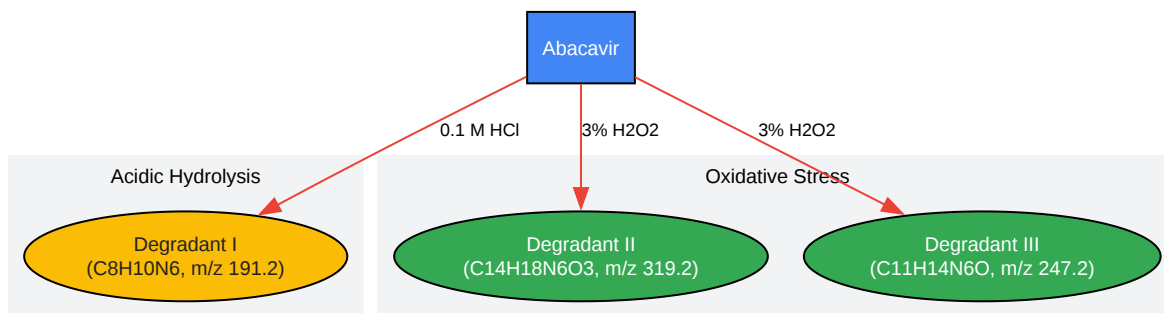 Abacavir
0.1 M HCl
3% H2O2
3% H2O2
Acidic Hydrolysis
Oxidative Stress
Degradant I
(C8H10N6, m/z 191.2)
Degradant II
(C14H18N6O3, m/z 319.2)
Degradant III
(C11H14N6O, m/z 247.2)